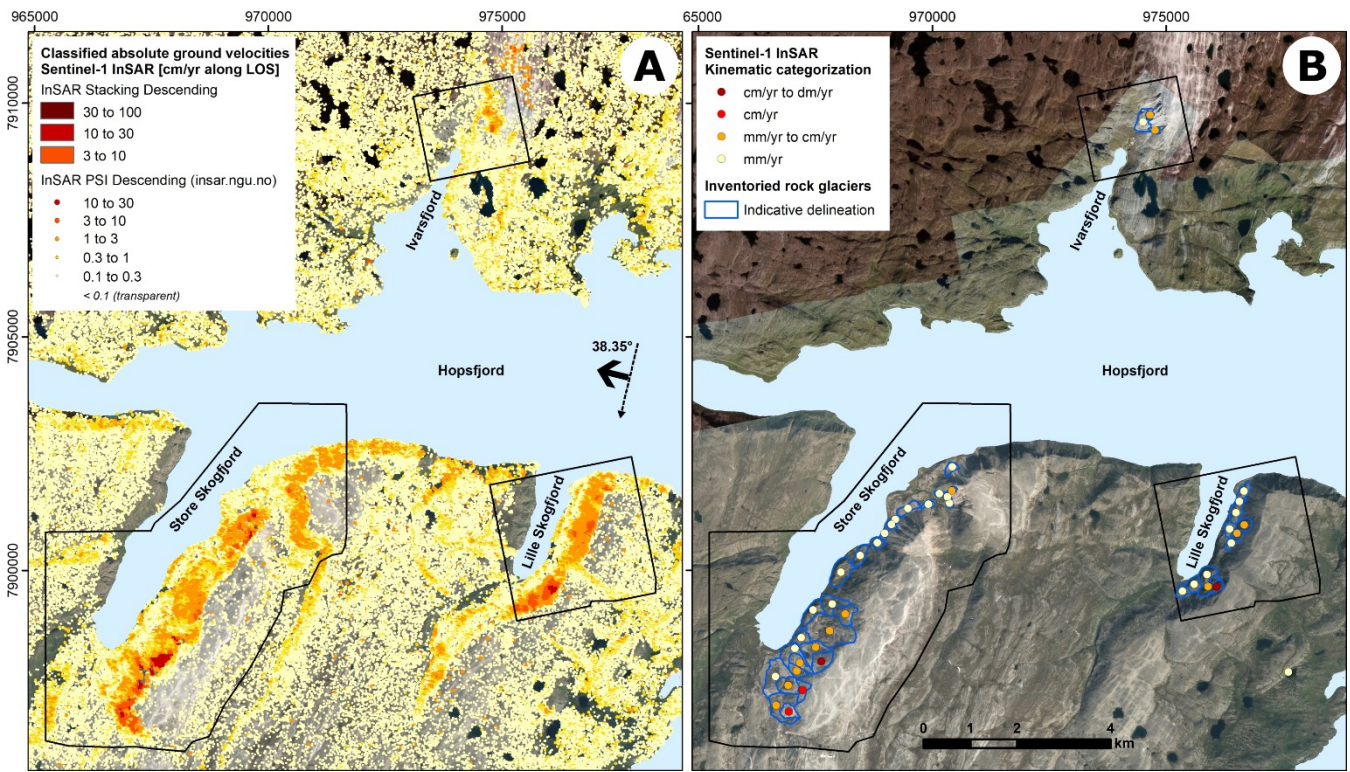 965000
970000
975000
65000
970000
975000
7910000
7905000
7900000
Classified absolute ground velocities
Sentinel-1 InSAR [cm/yr along LOS]
InSAR Stacking Descending
30 to 100
10 to 30
3 to 10
InSAR PSI Descending (insar.ngu.no)
10 to 30
3 to 10
1 to 3
0.3 to 1
0.1 to 0.3
< 0.1 (transparent)
A
Ivarsfjord
38.35°
Hopsfjord
Store Skogfjord
Lille Skogfjord
Sentinel-1 InSAR
Kinematic categorization
cm/yr to dm/yr
cm/yr
mm/yr to cm/yr
mm/yr
Inventoried rock glaciers
Indicative delineation
B
Ivarsfjord
Hopsfjord
Store Skogfjord
Lille Skogfjord
0 1 2 4
km